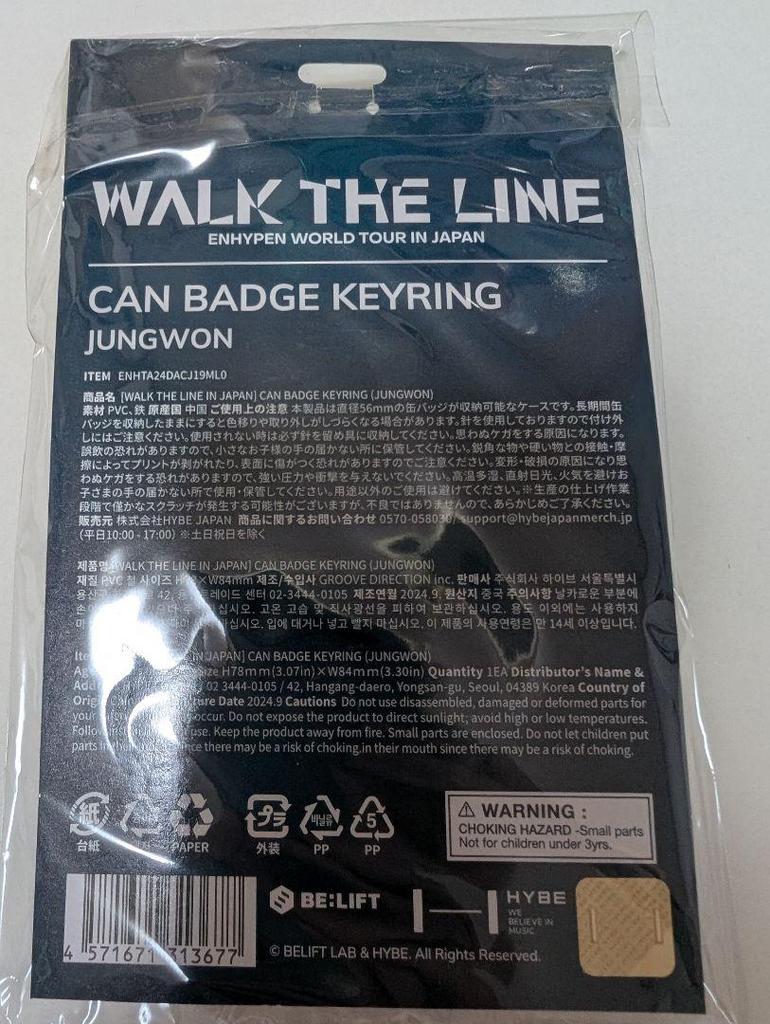 WALK THE LINE
ENHYPEN WORLD TOUR IN JAPAN
CAN BADGE KEYRING
JUNGWON
ITEM ENHTA24DACJ19ML0
商品名 [WALK THE LINE IN JAPAN] CAN BADGE KEYRING (JUNGWON)
素材 PVC、鉄 原産国 中国 ご使用上の注意 本製品は直径56mmの缶バッジが収納可能なケースです。長期間缶
バッジを収納したままにすると色移りや取り外しがしづらくなる場合があります。針を使用しておりますので付け外
しにはご注意ください。使用されない時は必ず針を留め具に収納してください。思わぬケガをする原因になります。
誤飲の恐れがありますので、小さなお子様の手の届かない所に保管してください。鋭角な物や硬い物との接触・摩
擦によってプリントが剥がれたり、表面に傷がつく恐れがありますのでご注意ください。変形・破損の原因になり思
わぬケガをする恐れがありますので、強い圧力や衝撃を与えないでください。高温多湿、直射日光、火気を避けお
子さまの手の届かない所で使用・保管してください。用途以外のご使用は避けてください。※生産の仕上げ作業
段階で僅かなスクラッチが発生する可能性がございますが、不良ではありませんので、あらかじめご了承ください。
販売元 株式会社HYBE JAPAN 商品に関するお問い合わせ 0570-058030/ support@hybejapanmerch.jp
(平日10:00 - 17:00) ※土日祝日を除く
제품명 [WALK THE LINE IN JAPAN] CAN BADGE KEYRING (JUNGWON)
재질 PVC 철 사이즈 ×W84mm 제조/수입사 GROOVE DIRECTION inc. 판매사 주식회사 하이브 서울특별시
용산구 42, 트레이드 센터 02-3444-0105 제조연월 2024.9. 원산지 중국 주의사항 날카로운 부분에
하십시오. 고온 고습 및 직사광선을 피하여 보관하십시오. 용도 이외에는 사용하지
마십시오. 입에 대거나 넣고 빨지 마십시오. 이 제품의 사용연령은 만 14세 이상입니다.
IN JAPAN] CAN BADGE KEYRING (JUNGWON)
Size H78mm(3.07in)×W84mm(3.30in) Quantity 1EA Distributor's Name &
02 3444-0105 / 42, Hangang-daero, Yongsan-gu, Seoul, 04389 Korea Country of
Date 2024.9 Cautions Do not use disassembled, damaged or deformed parts for
your occur. Do not expose the product to direct sunlight; avoid high or low temperatures.
use. Keep the product away from fire. Small parts are enclosed. Do not let children put
parts in since there may be a risk of choking.in their mouth since there may be a risk of choking.
紙 プラ 비닐류 5
台紙 PAPER 外装 PP PP
WARNING :
CHOKING HAZARD -Small parts
Not for children under 3yrs.
4 571671 313677
BE:LIFT
HYBE
WE
BELIEVE IN
MUSIC
© BELIFT LAB & HYBE. All Rights Reserved.